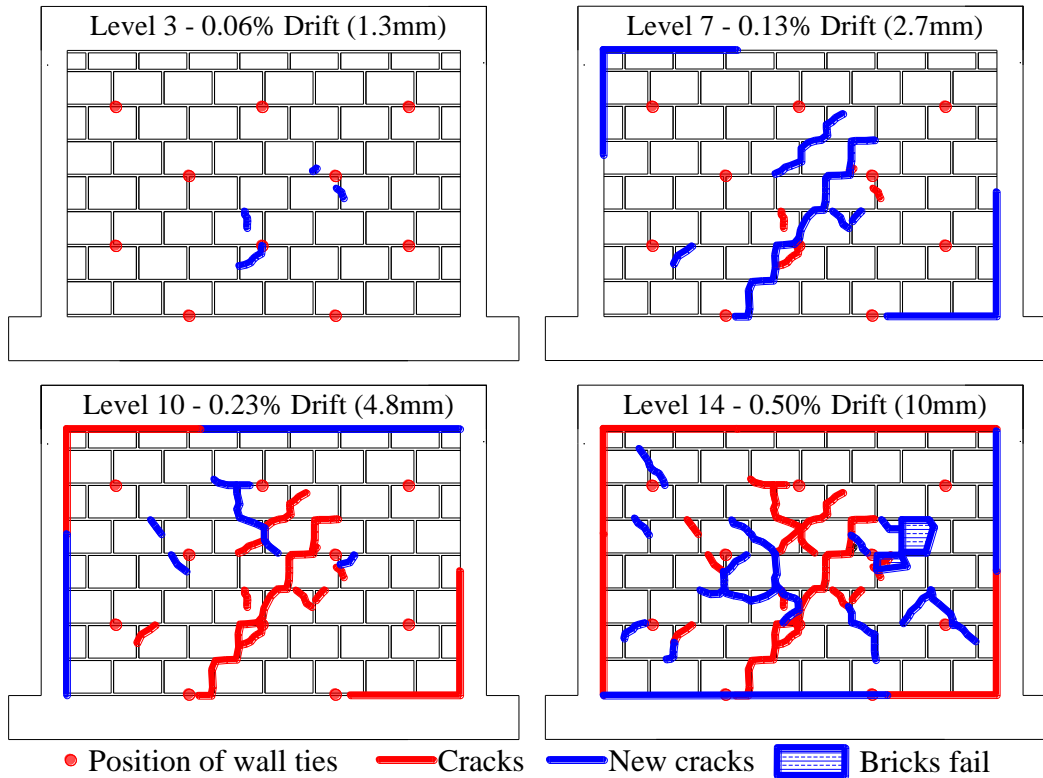 Level 3 - 0.06% Drift (1.3mm)
Level 7 - 0.13% Drift (2.7mm)
Level 10 - 0.23% Drift (4.8mm)
Level 14 - 0.50% Drift (10mm)
Position of wall ties
Cracks
New cracks
Bricks fail